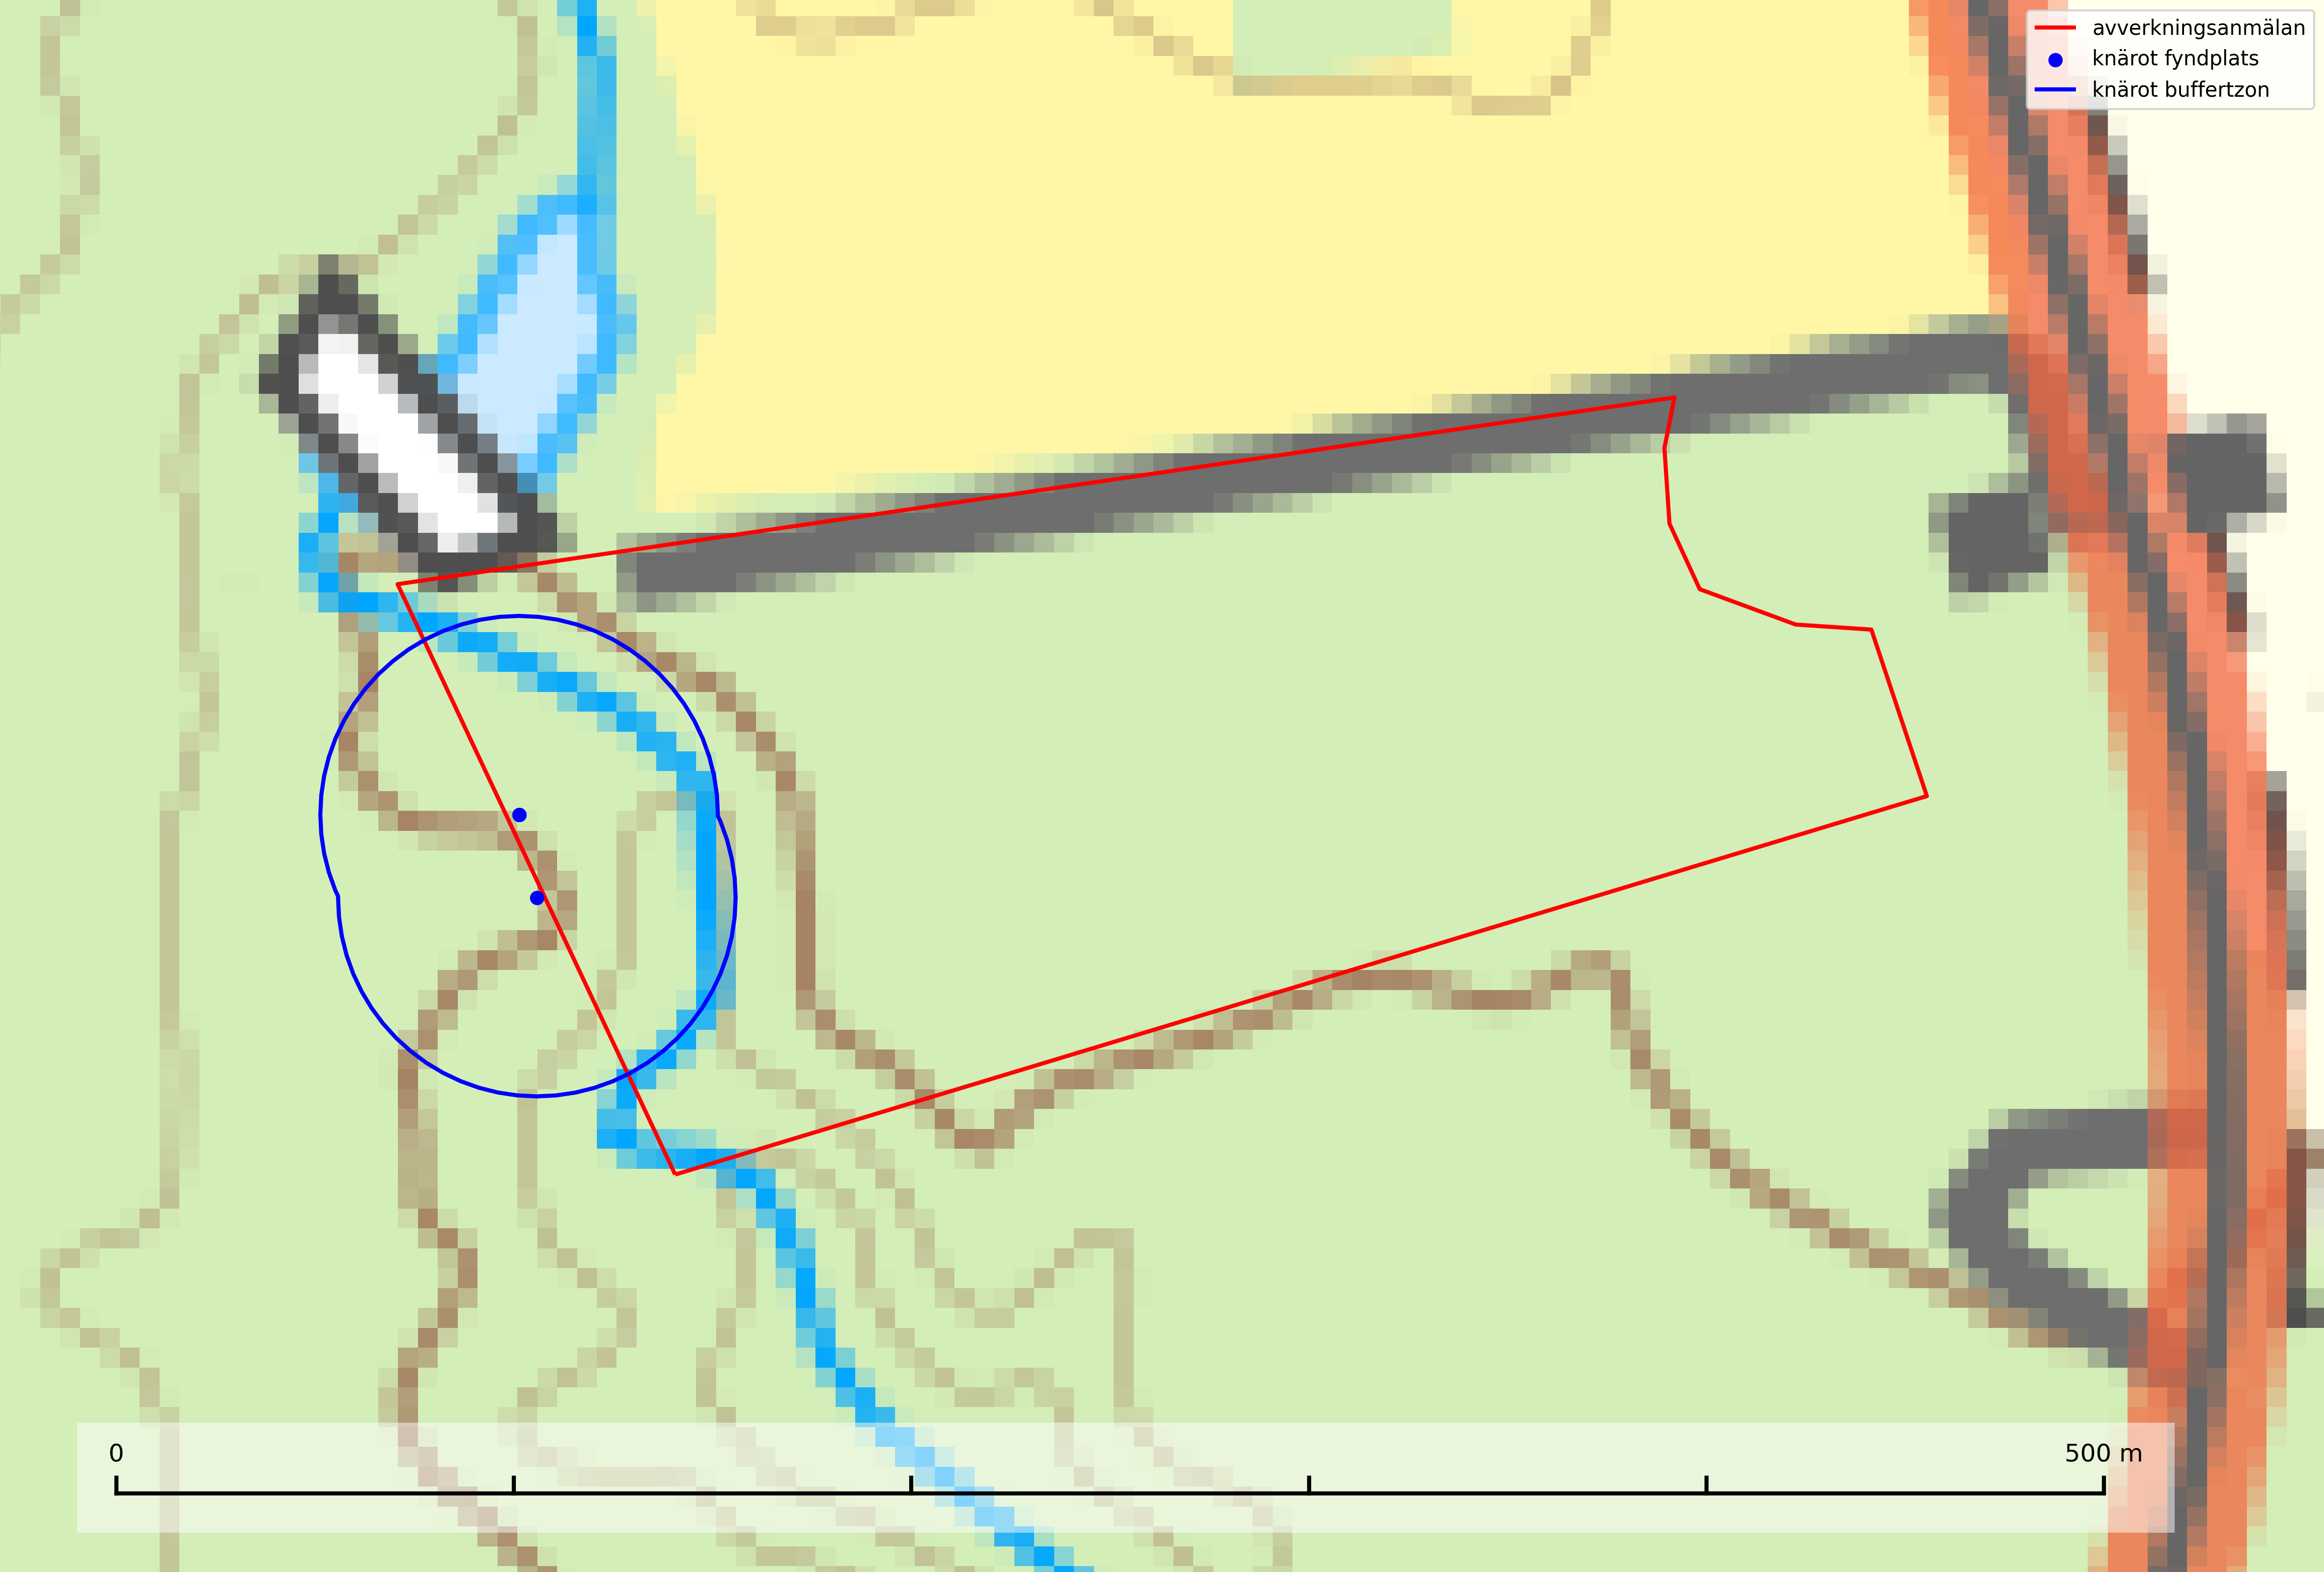 avverkningsanmälan
knärot fyndplats
knärot buffertzon
0
500 m